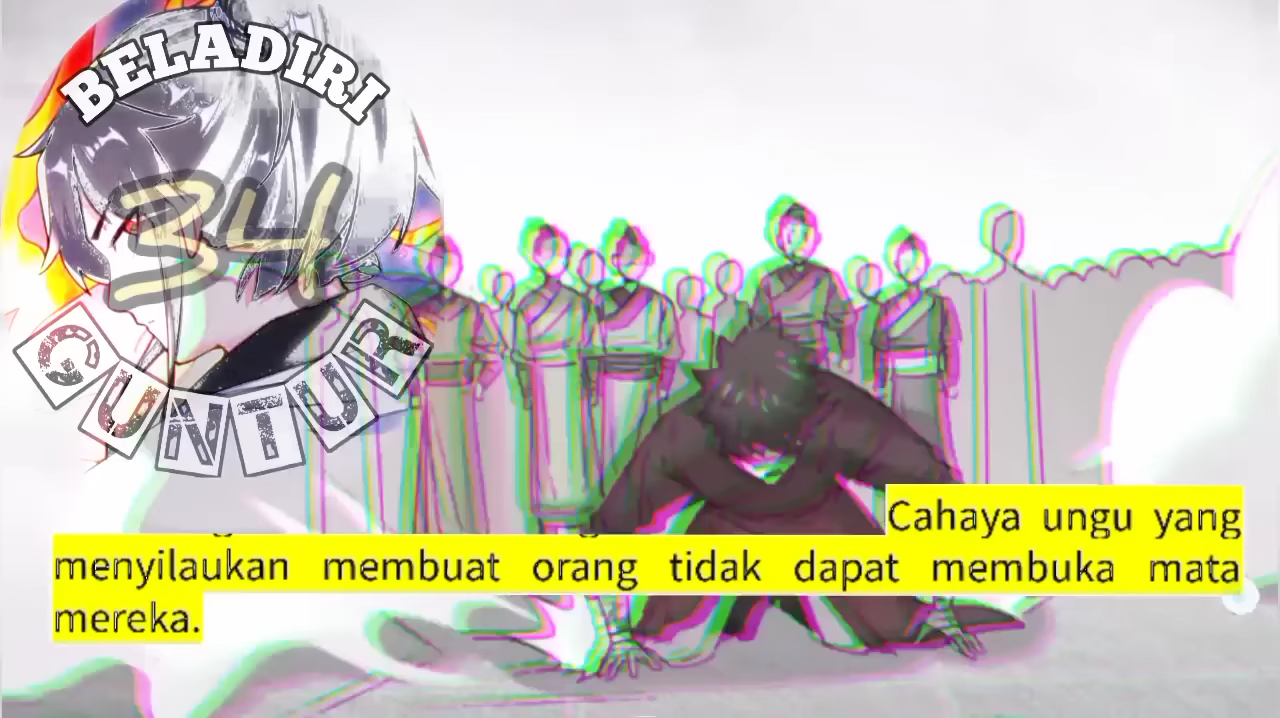 BELADIRI
34
GUNTUR
Cahaya ungu yang
menyilaukan membuat orang tidak dapat membuka mata
mereka.